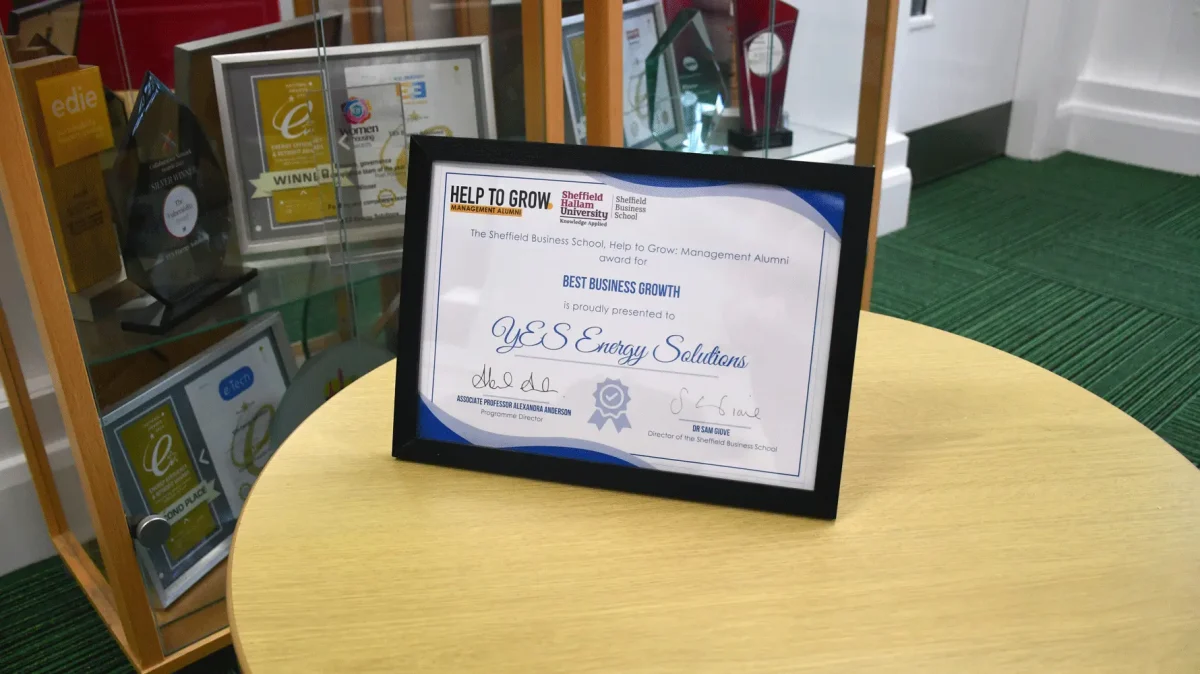 HELP TO GROW
MANAGEMENT ALUMNI
Sheffield
Hallam
University
Knowledge Applied
Sheffield
Business
School
The Sheffield Business School, Help to Grow: Management Alumni
award for
BEST BUSINESS GROWTH
is proudly presented to
YES Energy Solutions
ASSOCIATE PROFESSOR ALEXANDRA ANDERSON
Programme Director
DR SAM GIOVE
Director of the Sheffield Business School
edie
SILVER WINNER
WINNER
Women
e.Tech